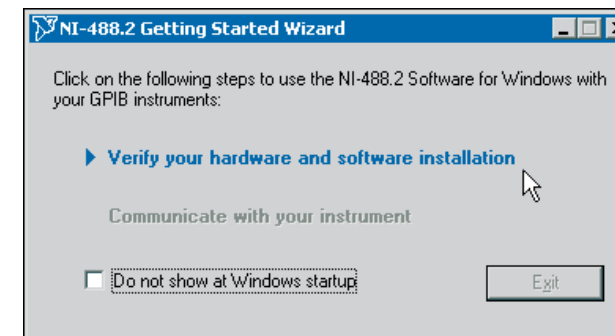 NI-488.2 Getting Started Wizard
Click on the following steps to use the NI-488.2 Software for Windows with
your GPIB instruments:
Verify your hardware and software installation
Communicate with your instrument
Do not show at Windows startup
Exit